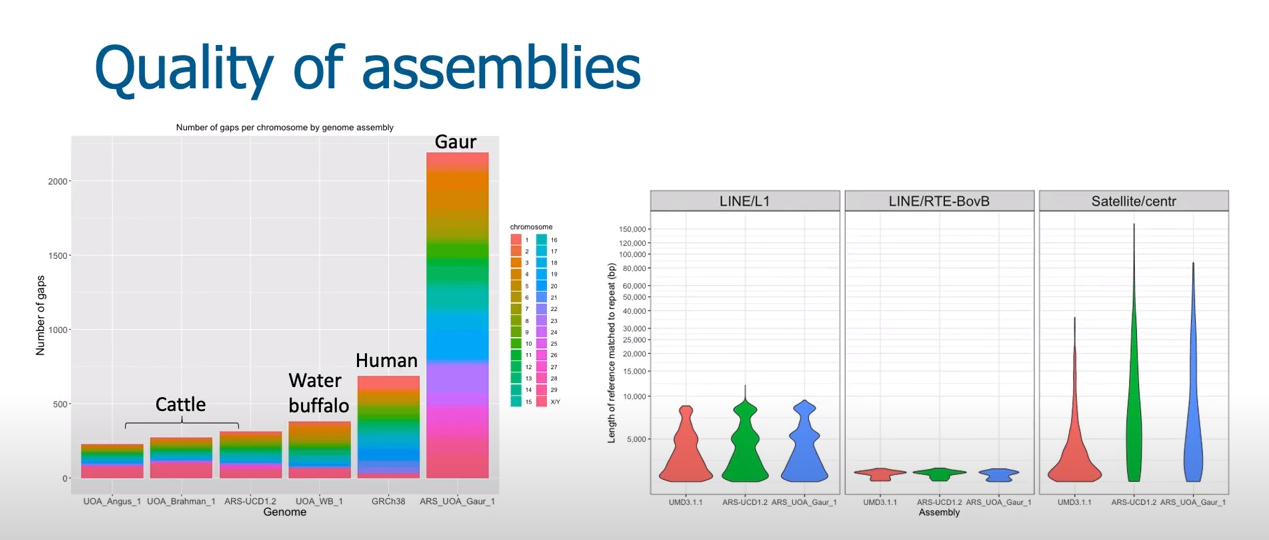 Quality of assemblies
Number of gaps per chromosome by genome assembly
Gaur
Human
Water
buffalo
Cattle
Number of gaps
2000
1500
1000
500
0
UOA_Angus_1 UOA_Brahman_1 ARS-UCD1.2 UOA_WB_1 GRCh38 ARS_UOA_Gaur_1
Genome
chromosome
1 16
2 17
3 18
4 19
5 20
6 21
7 22
8 23
9 24
10 25
11 26
12 27
13 28
14 29
15 X/Y
LINE/L1 LINE/RTE-BovB Satellite/centr
Length of reference matched to repeat (bp)
150,000
120,000
100,000
80,000
60,000
50,000
40,000
30,000
25,000
20,000
15,000
10,000
5,000
UMD3.1.1 ARS-UCD1.2 ARS_UOA_Gaur_1 UMD3.1.1 ARS-UCD1.2 ARS_UOA_Gaur_1 UMD3.1.1 ARS-UCD1.2 ARS_UOA_Gaur_1
Assembly